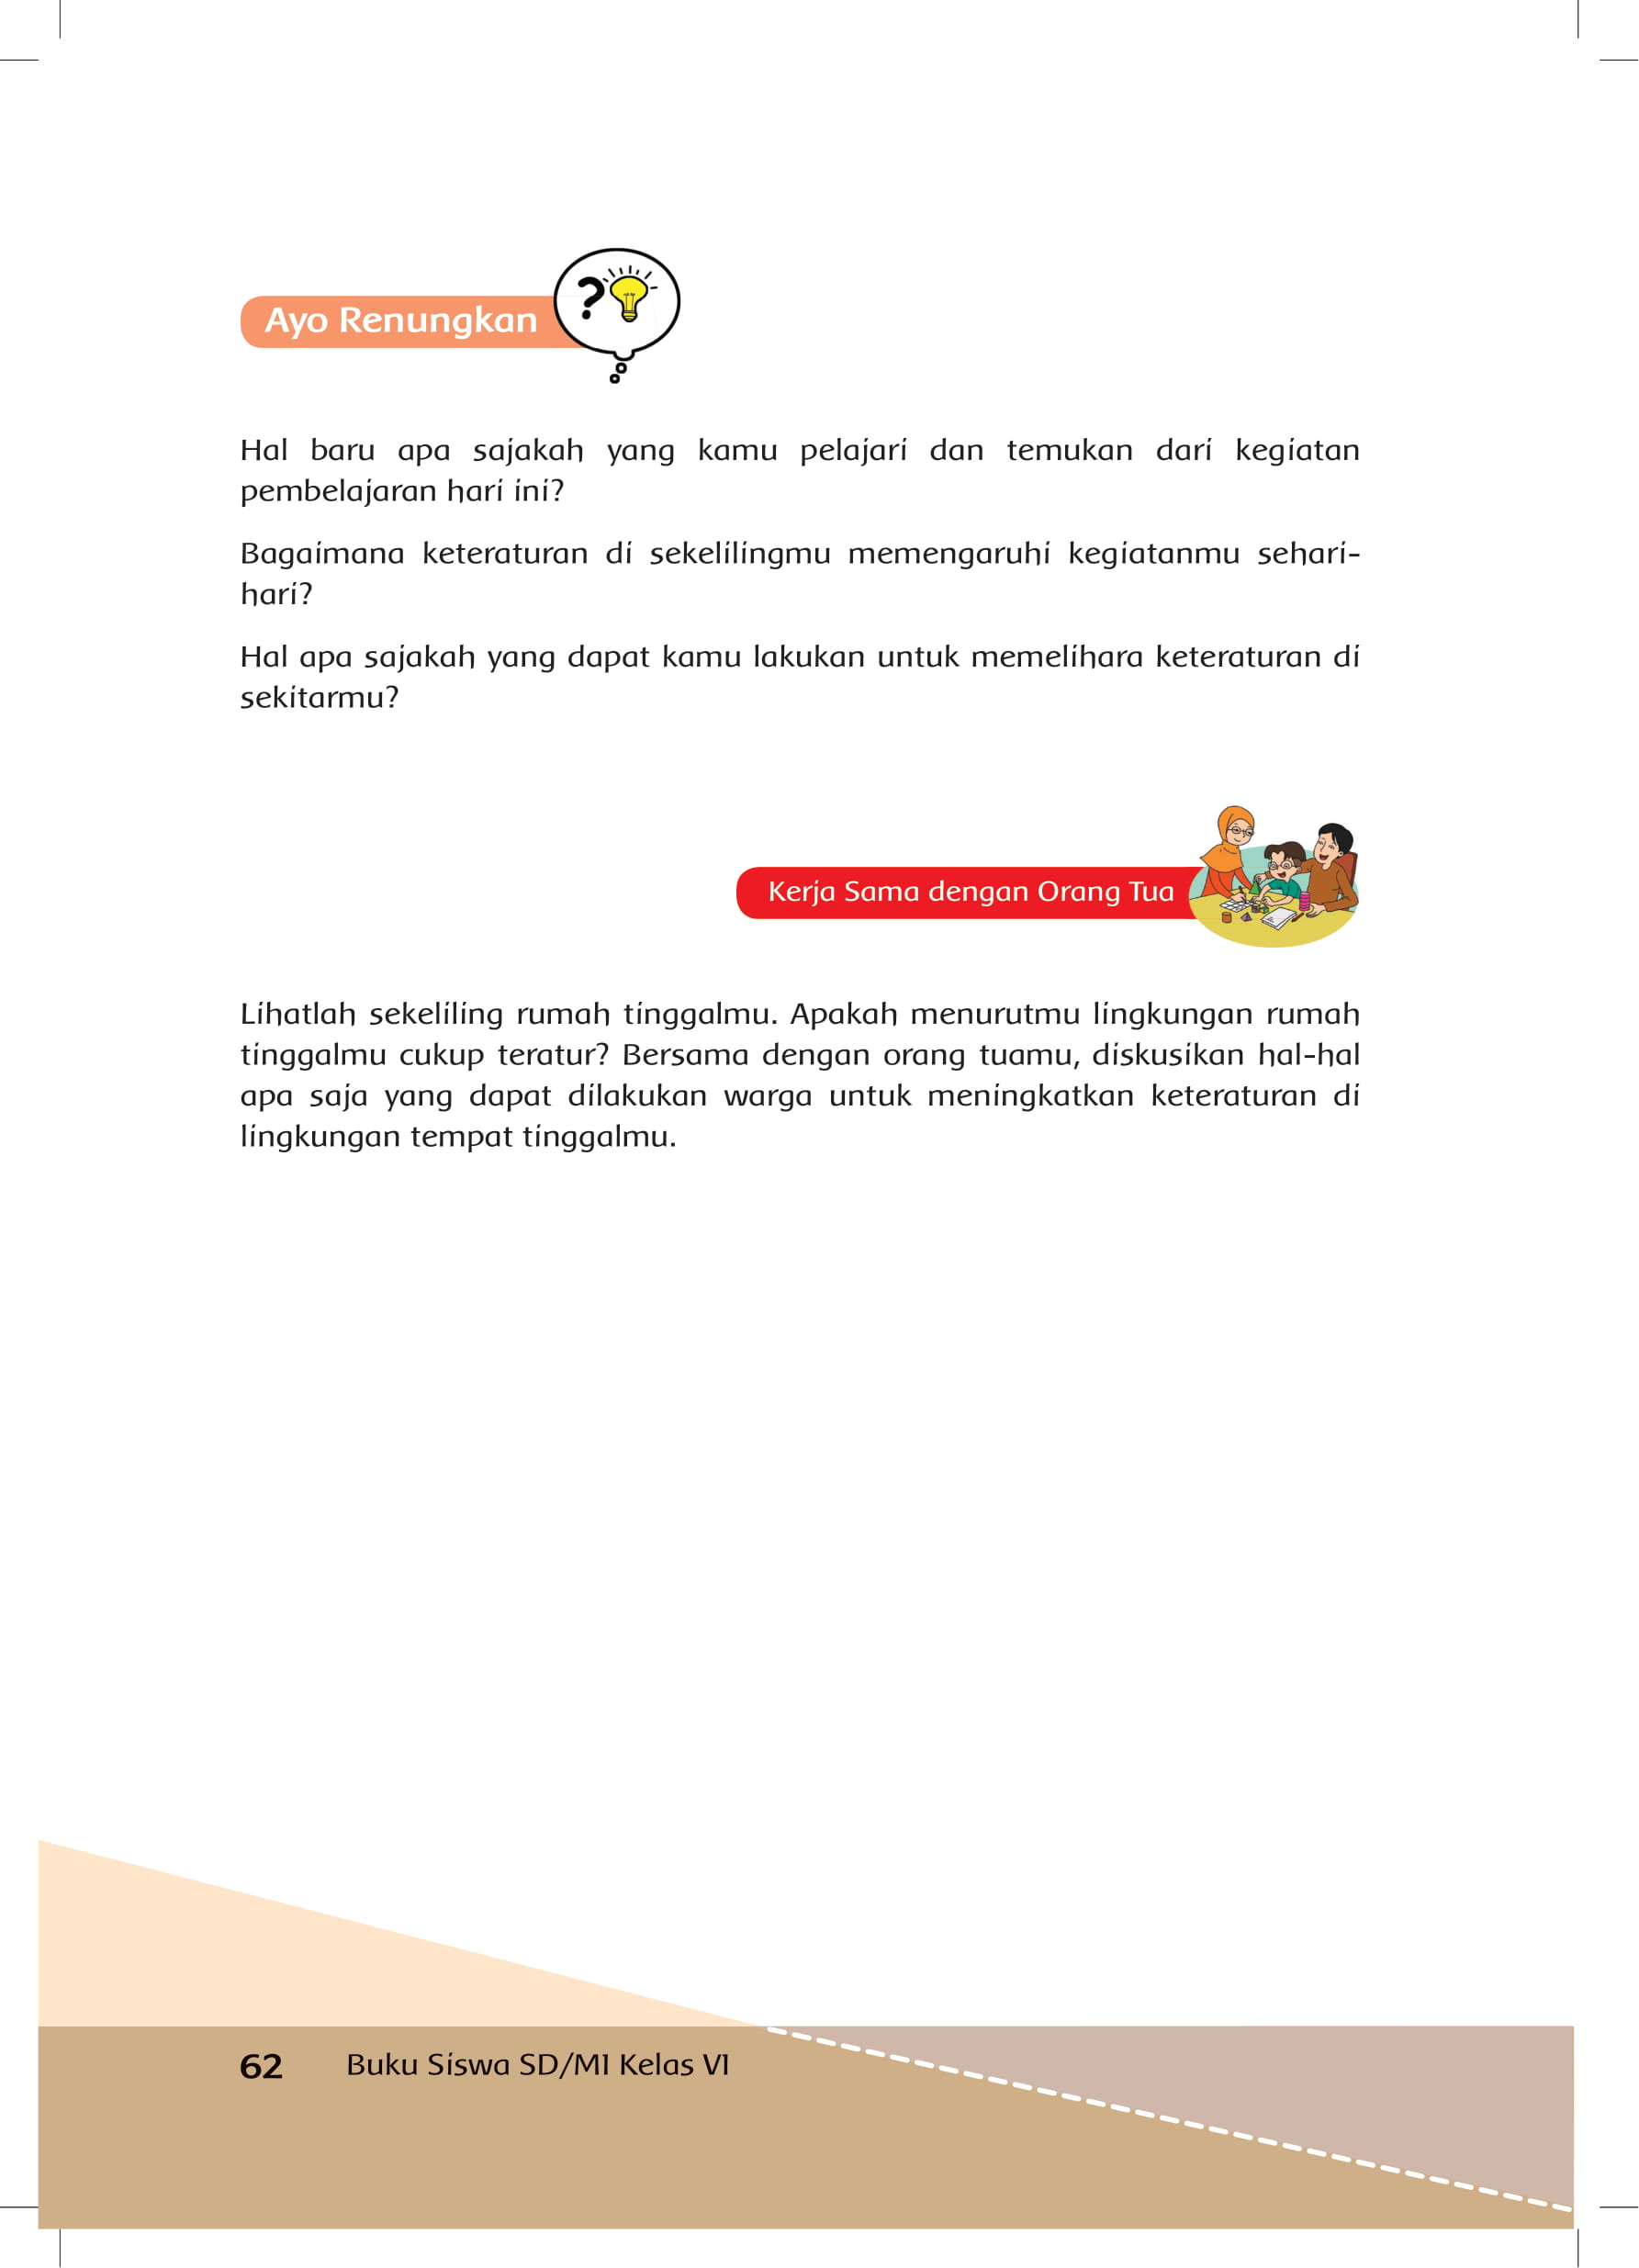 Ayo Renungkan
Hal baru apa sajakah yang kamu pelajari dan temukan dari kegiatan
pembelajaran hari ini?
Bagaimana keteraturan di sekelilingmu memengaruhi kegiatanmu sehari-
hari?
Hal apa sajakah yang dapat kamu lakukan untuk memelihara keteraturan di
sekitarmu?
Kerja Sama dengan Orang Tua
Lihatlah sekeliling rumah tinggalmu. Apakah menurutmu lingkungan rumah
tinggalmu cukup teratur? Bersama dengan orang tuamu, diskusikan hal-hal
apa saja yang dapat dilakukan warga untuk meningkatkan keteraturan di
lingkungan tempat tinggalmu.
62 Buku Siswa SD/MI Kelas VI